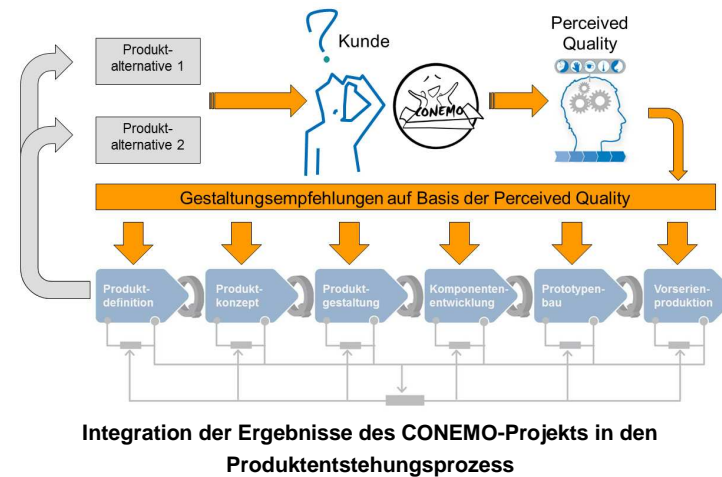 Produkt-
alternative 1
Kunde
Perceived
Quality
CONEMO
Produkt-
alternative 2
Gestaltungsempfehlungen auf Basis der Perceived Quality
Produkt-
definition
Produkt-
konzept
Produkt-
gestaltung
Komponenten-
entwicklung
Prototypen-
bau
Vorserien-
produktion
Integration der Ergebnisse des CONEMO-Projekts in den
Produktentstehungsprozess